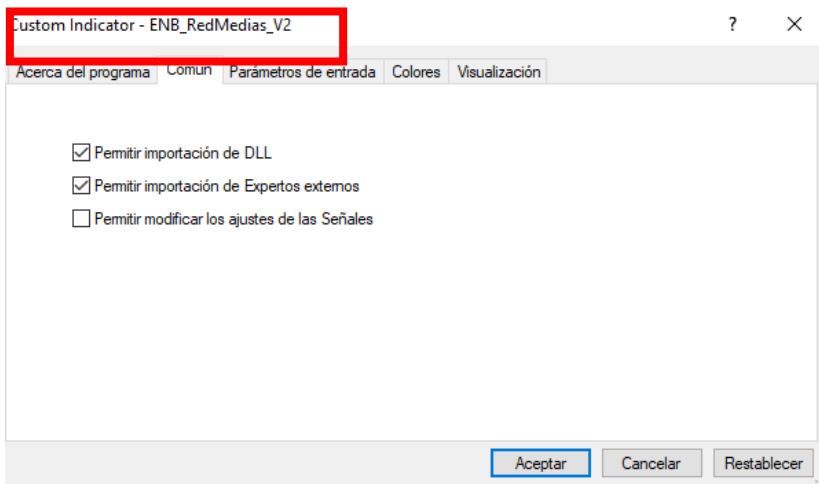 Custom Indicator - ENB_RedMedias_V2 ? ×
Acerca del programa Común Parámetros de entrada Colores Visualización
Permitir importación de DLL
Permitir importación de Expertos externos
Permitir modificar los ajustes de las Señales
Aceptar Cancelar Restablecer